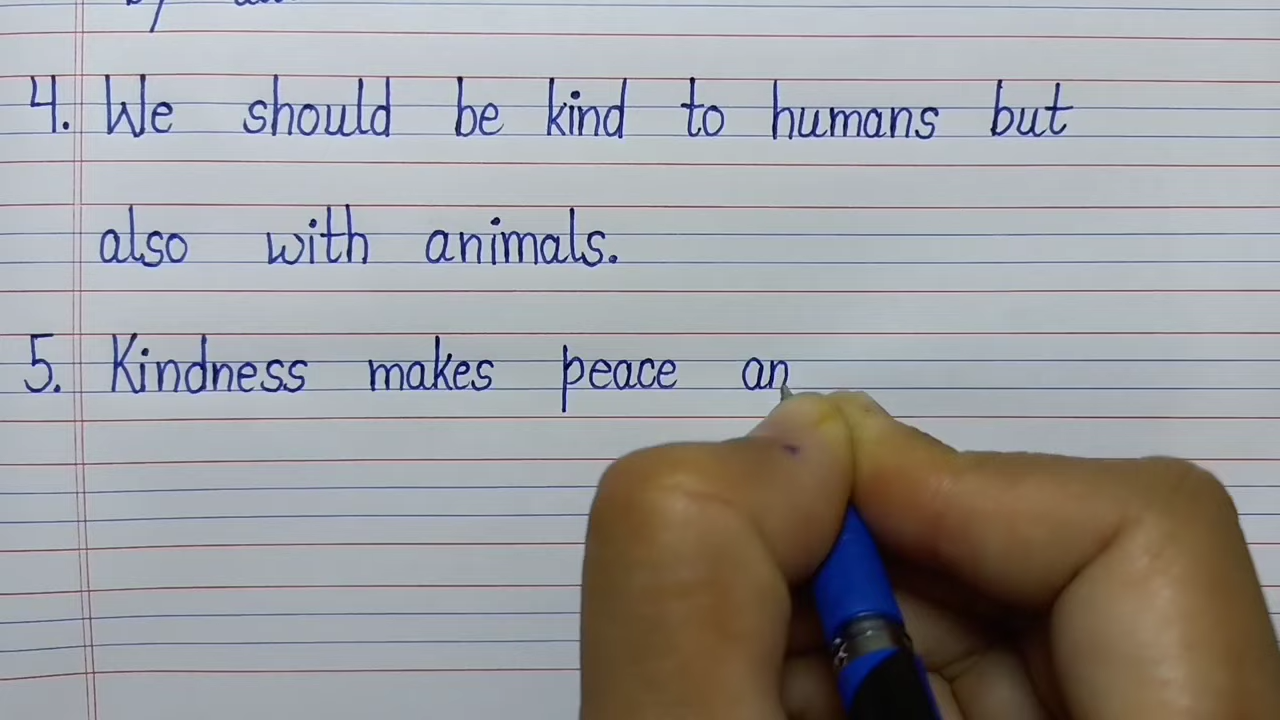 4. We should be kind to humans but
also with animals.
5. Kindness makes peace an